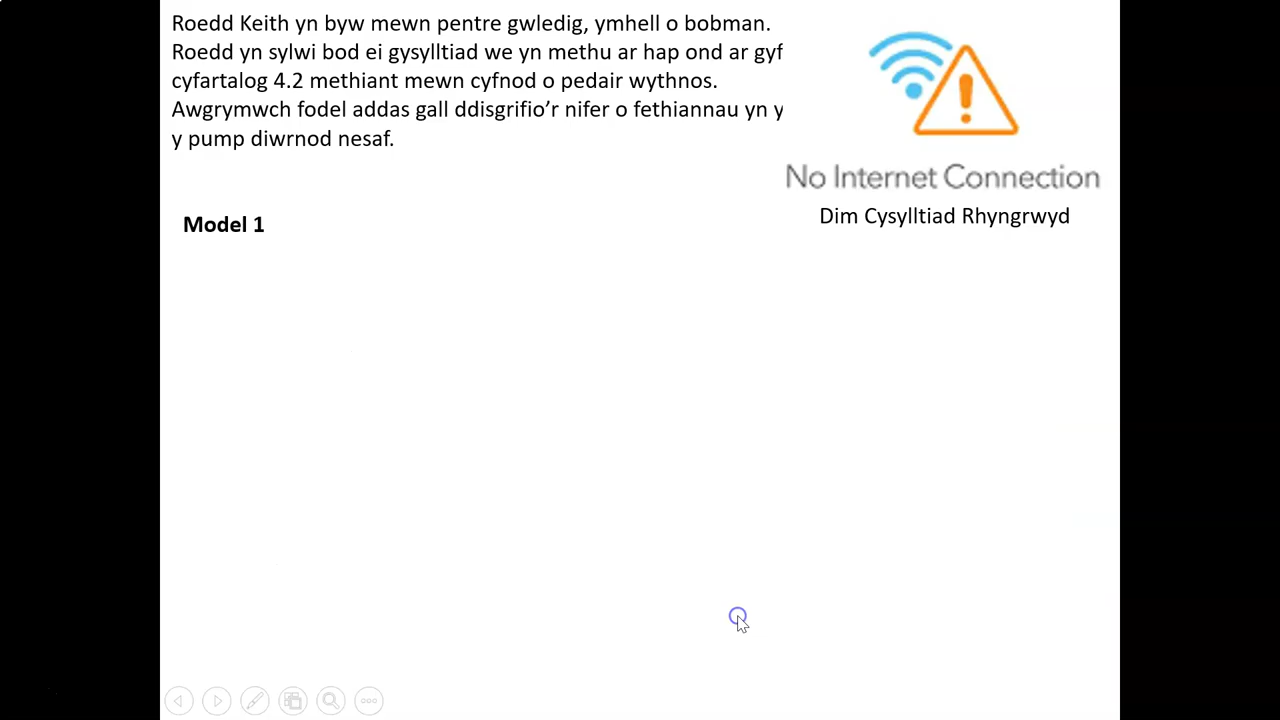 Roedd Keith yn byw mewn pentre gwledig, ymhell o bobman.
Roedd yn sylwi bod ei gysylltiad we yn methu ar hap ond ar gyf
cyfartalog 4.2 methiant mewn cyfnod o pedair wythnos.
Awgrymwch fodel addas gall ddisgrifio’r nifer o fethiannau yn y
y pump diwrnod nesaf.
No Internet Connection
Dim Cysylltiad Rhyngrwyd
Model 1